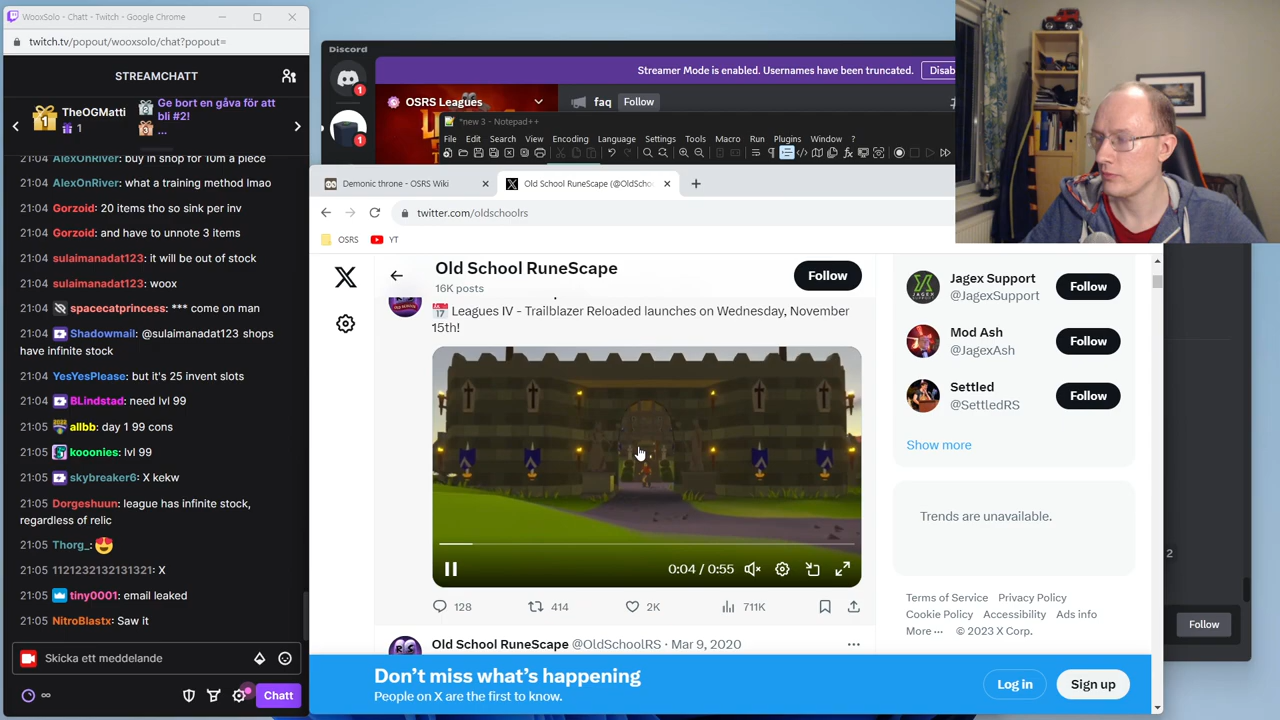 WooxSolo - Chatt - Twitch - Google Chrome
twitch.tv/popout/wooxsolo/chat?popout=
STREAMCHATT
TheOGMatti
1
Ge bort en gåva för att
bli #2!
...
AlexOnRiver: buy in shop for 10m a piece
AlexOnRiver: what a training method lmao
Gorzoid: 20 items tho so sink per inv
Gorzoid: and have to unnote 3 items
sulaimanadat123: it will be out of stock
sulaimanadat123: woox
spacecatprincess: *** come on man
Shadowmail: @sulaimanadat123 shops
have infinite stock
YesYesPlease: but it's 25 invent slots
BLindstad: need lvl 99
allbb: day 1 99 cons
kooonies: lvl 99
skybreaker6: X kekw
21:04
21:04
21:04
21:04
21:04
21:04
21:04
21:04
21:04
21:04
21:04
21:04
21:04
21:05 Dorgeshuun: league has infinite stock,
regardless of relic
21:05 Thorg_:
21:05 1121232132131321: X
21:05 tiny0001: email leaked
21:05 NitroBlastx: Saw it
Skicka ett meddelande
Chatt
Discord
Streamer Mode is enabled. Usernames have been truncated.
Disab
OSRS Leagues
faq
Follow
1
1
*new 3 - Notepad++
Edit Search View Encoding Language Settings Tools Macro Run Plugins Window ?
Demonic throne - OSRS Wiki
Old School RuneScape (@OldScho
twitter.com/oldschoolrs
OSRS
YT
Old School RuneScape
16K posts
Follow
Leagues IV - Trailblazer Reloaded launches on Wednesday, November
15th!
0:04 / 0:55
128
414
2K
711K
Old School RuneScape @OldSchoolRS · Mar 9, 2020
Jagex Support
@JagexSupport
Follow
Mod Ash
@JagexAsh
Follow
Settled
@SettledRS
Follow
Show more
Trends are unavailable.
Terms of Service Privacy Policy
Cookie Policy Accessibility Ads info
More ··· © 2023 X Corp.
Don't miss what's happening
People on X are the first to know.
Log in
Sign up
2
Follow